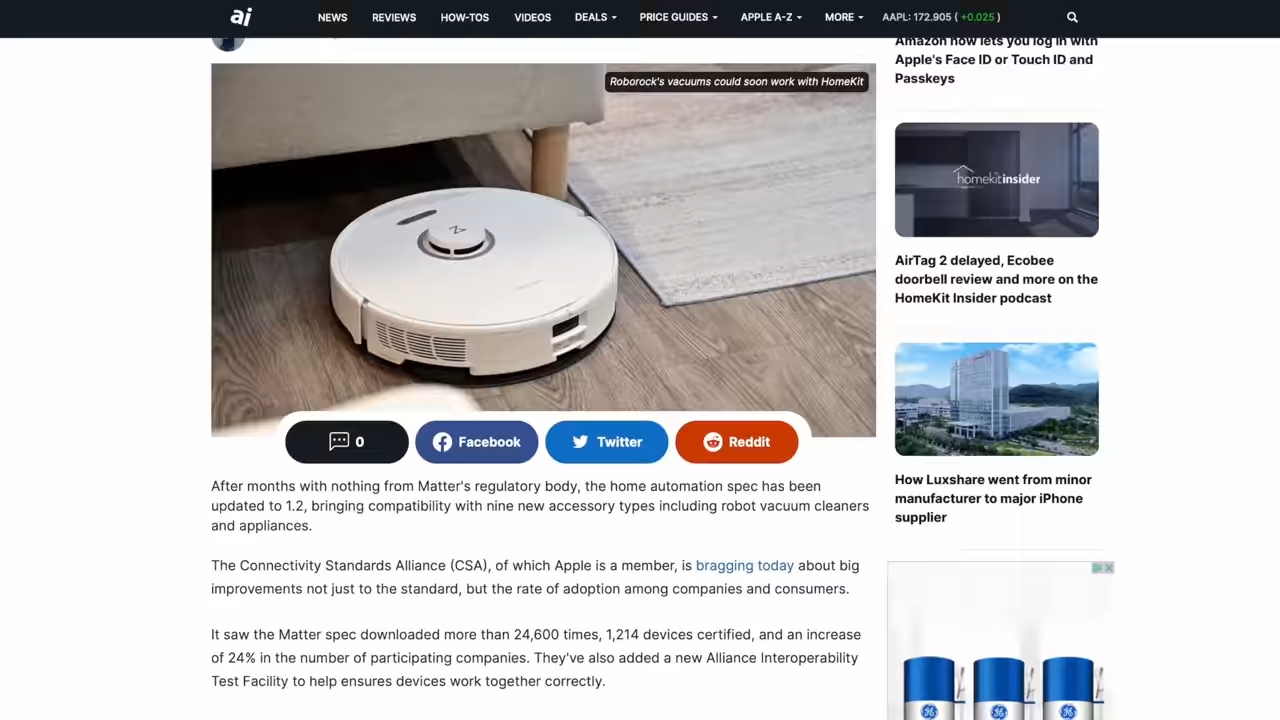 ai NEWS REVIEWS HOW-TOS VIDEOS DEALS PRICE GUIDES APPLE A-Z MORE AAPL: 172.905 ( +0.025 )
Roborock's vacuums could soon work with HomeKit
0 Facebook Twitter Reddit
After months with nothing from Matter's regulatory body, the home automation spec has been
updated to 1.2, bringing compatibility with nine new accessory types including robot vacuum cleaners
and appliances.
The Connectivity Standards Alliance (CSA), of which Apple is a member, is bragging today about big
improvements not just to the standard, but the rate of adoption among companies and consumers.
It saw the Matter spec downloaded more than 24,600 times, 1,214 devices certified, and an increase
of 24% in the number of participating companies. They've also added a new Alliance Interoperability
Test Facility to help ensures devices work together correctly.
Amazon now lets you log in with
Apple's Face ID or Touch ID and
Passkeys
homekitinsider
AirTag 2 delayed, Ecobee
doorbell review and more on the
HomeKit Insider podcast
How Luxshare went from minor
manufacturer to major iPhone
supplier